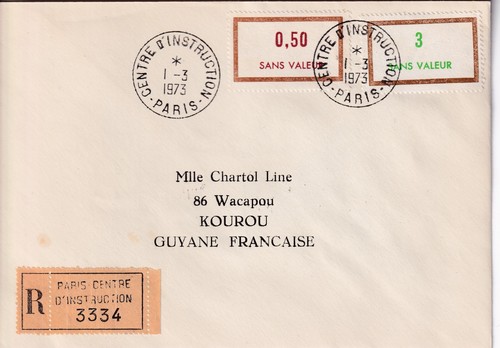 CENTRE D'INSTRUCTION
*
1-3
1973
-PARIS-
0,50
SANS VALEUR
CENTRE D'INSTRUCTION
*
1-3
1973
-PARIS-
3
SANS VALEUR
Mlle Chartol Line
86 Wacapou
KOUROU
GUYANE FRANCAISE
R
PARIS-CENTRE
D'INSTRUCTION
3334